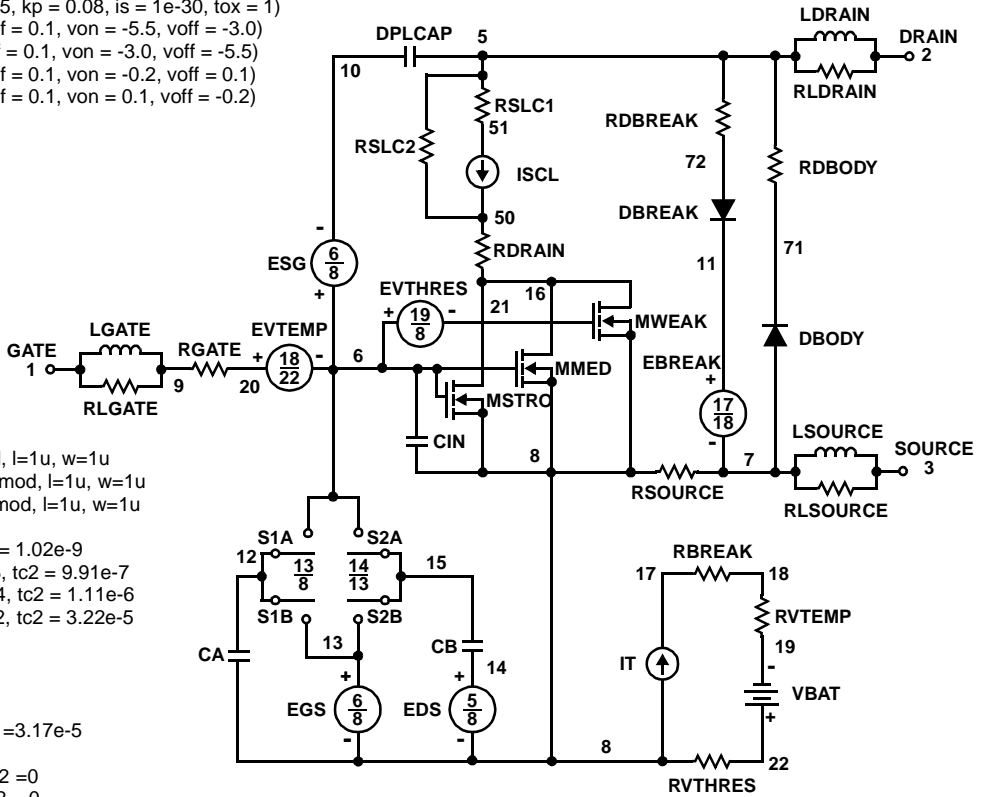 5, kp = 0.08, is = 1e-30, tox = 1)
f = 0.1, von = -5.5, voff = -3.0)
= 0.1, von = -3.0, voff = -5.5)
f = 0.1, von = -0.2, voff = 0.1)
f = 0.1, von = 0.1, voff = -0.2)
LDRAIN
DPLCAP 5 DRAIN
10 2
RLDRAIN
RSLC1
51
RDBREAK
RSLC2
72 RDBODY
ISCL
DBREAK
50
RDRAIN
71
- 
ESG 6/8
+
11
EVTHRES 16
+ 19/8 - 21
MWEAK
LGATE EVTEMP
GATE RGATE + 18/22 - 6
EBREAK DBODY
1 9 20
MMED
+
RLGATE
MSTRO
17/18
-
CIN
LSOURCE
8 7 SOURCE
3
RSOURCE
RLSOURCE
l=1u, w=1u
mod, l=1u, w=1u
mod, l=1u, w=1u
= 1.02e-9
, tc2 = 9.91e-7
4, tc2 = 1.11e-6
2, tc2 = 3.22e-5
=3.17e-5
2 =0
S1A S2A
12 13/8 14/13 15
S1B S2B
13
CA CB
+ + 14
EGS 6/8 EDS 5/8
- -
RBREAK
17 18
RVTEMP
19
IT -
VBAT
+
8 22
RVTHRES